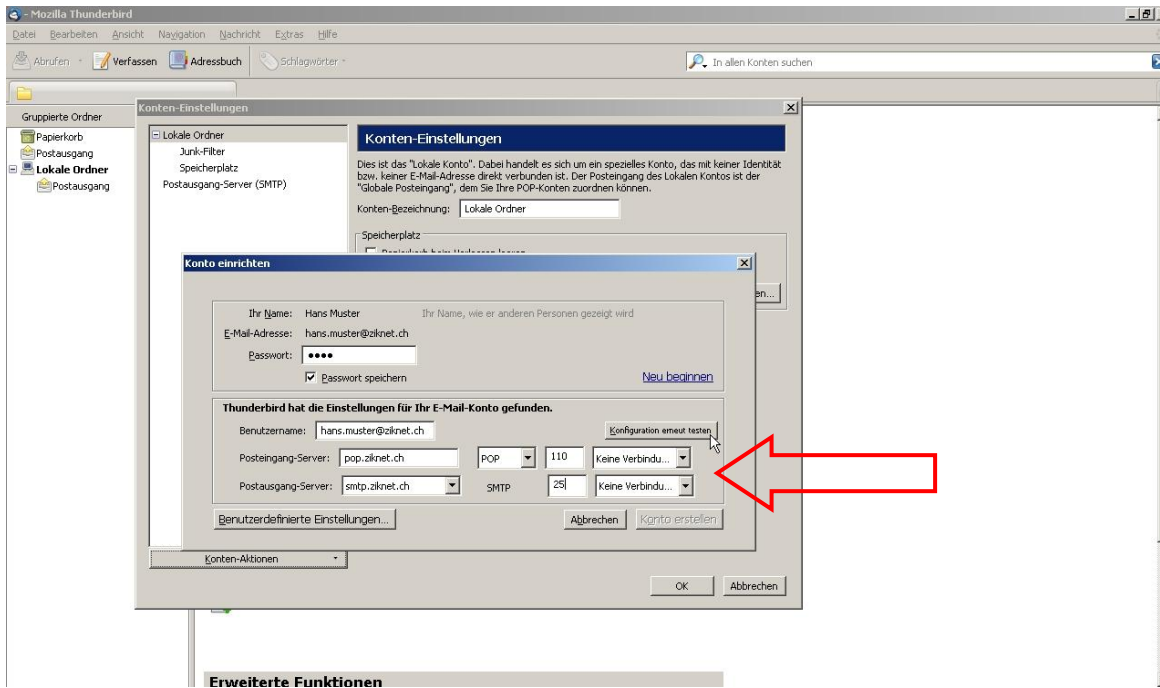 - Mozilla Thunderbird
Datei Bearbeiten Ansicht Navigation Nachricht Extras Hilfe
Abrufen Verfassen Adressbuch Schlagwörter In allen Konten suchen
Gruppierte Ordner
Papierkorb
Postausgang
Lokale Ordner
Postausgang
Konten-Einstellungen
Lokale Ordner
Junk-Filter
Speicherplatz
Postausgang-Server (SMTP)
Konten-Einstellungen
Dies ist das "Lokale Konto". Dabei handelt es sich um ein spezielles Konto, das mit keiner Identität
bzw. keiner E-Mail-Adresse direkt verbunden ist. Der Posteingang des Lokalen Kontos ist der
"Globale Posteingang", dem Sie Ihre POP-Konten zuordnen können.
Konten-Bezeichnung: Lokale Ordner
Speicherplatz
en...
Konto einrichten
Ihr Name: Hans Muster Ihr Name, wie er anderen Personen gezeigt wird
E-Mail-Adresse: hans.muster@ziknet.ch
Passwort: ••••
Passwort speichern Neu beginnen
Thunderbird hat die Einstellungen für Ihr E-Mail-Konto gefunden.
Benutzername: hans.muster@ziknet.ch Konfiguration erneut testen
Posteingang-Server: pop.ziknet.ch POP 110 Keine Verbindu...
Postausgang-Server: smtp.ziknet.ch SMTP 25 Keine Verbindu...
Benutzerdefinierte Einstellungen... Abbrechen Konto erstellen
Konten-Aktionen
OK Abbrechen
Erweiterte Funktionen